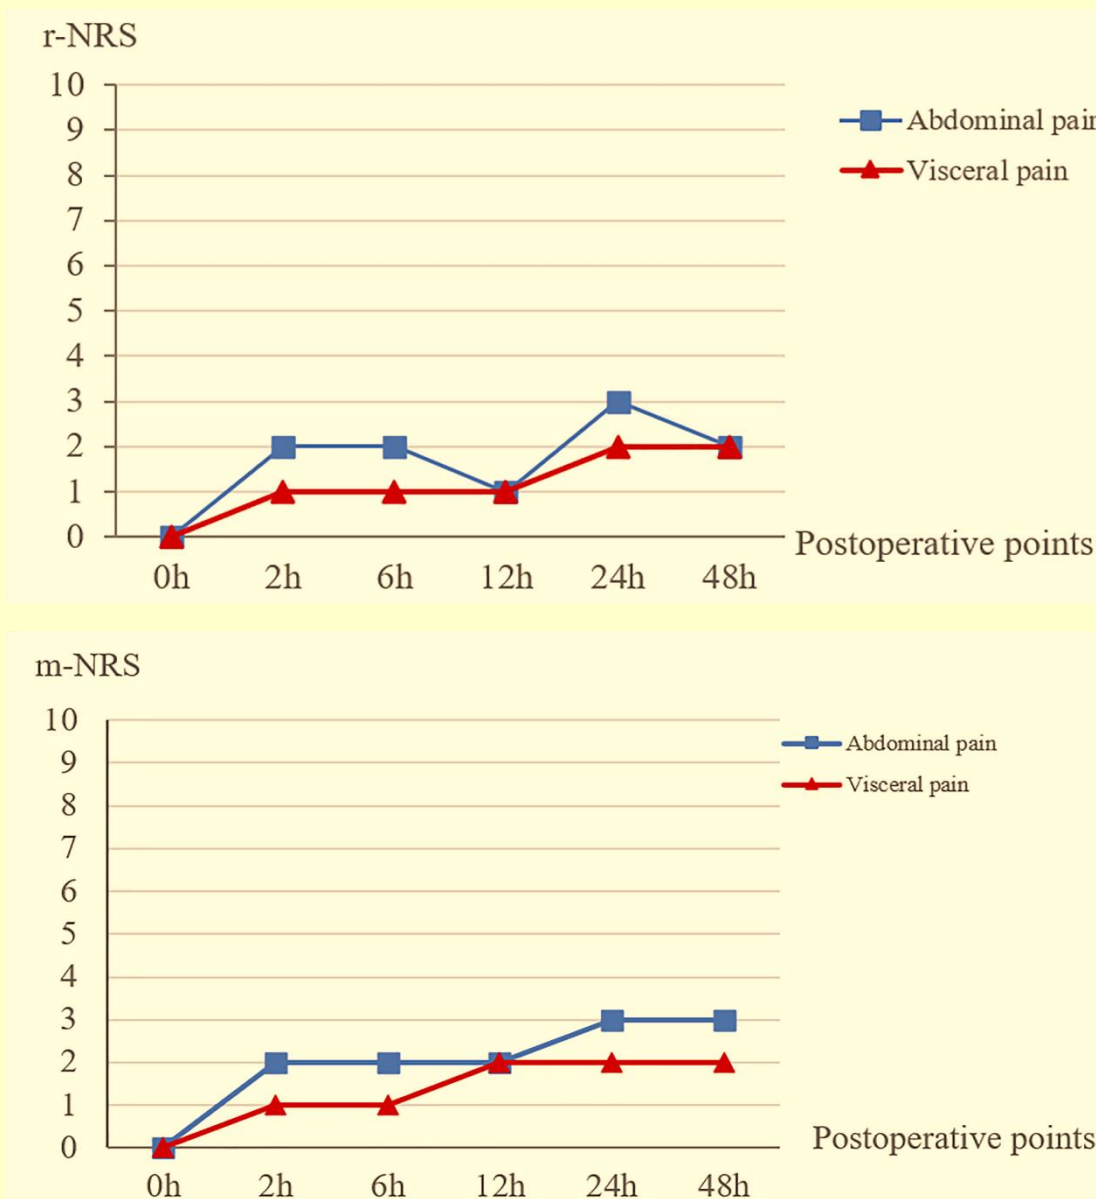 r-NRS
10
9
8
7
6
5
4
3
2
1
0
0h 2h 6h 12h 24h 48h
Postoperative points
Abdominal pain
Visceral pain
m-NRS
10
9
8
7
6
5
4
3
2
1
0
0h 2h 6h 12h 24h 48h
Postoperative points
Abdominal pain
Visceral pain